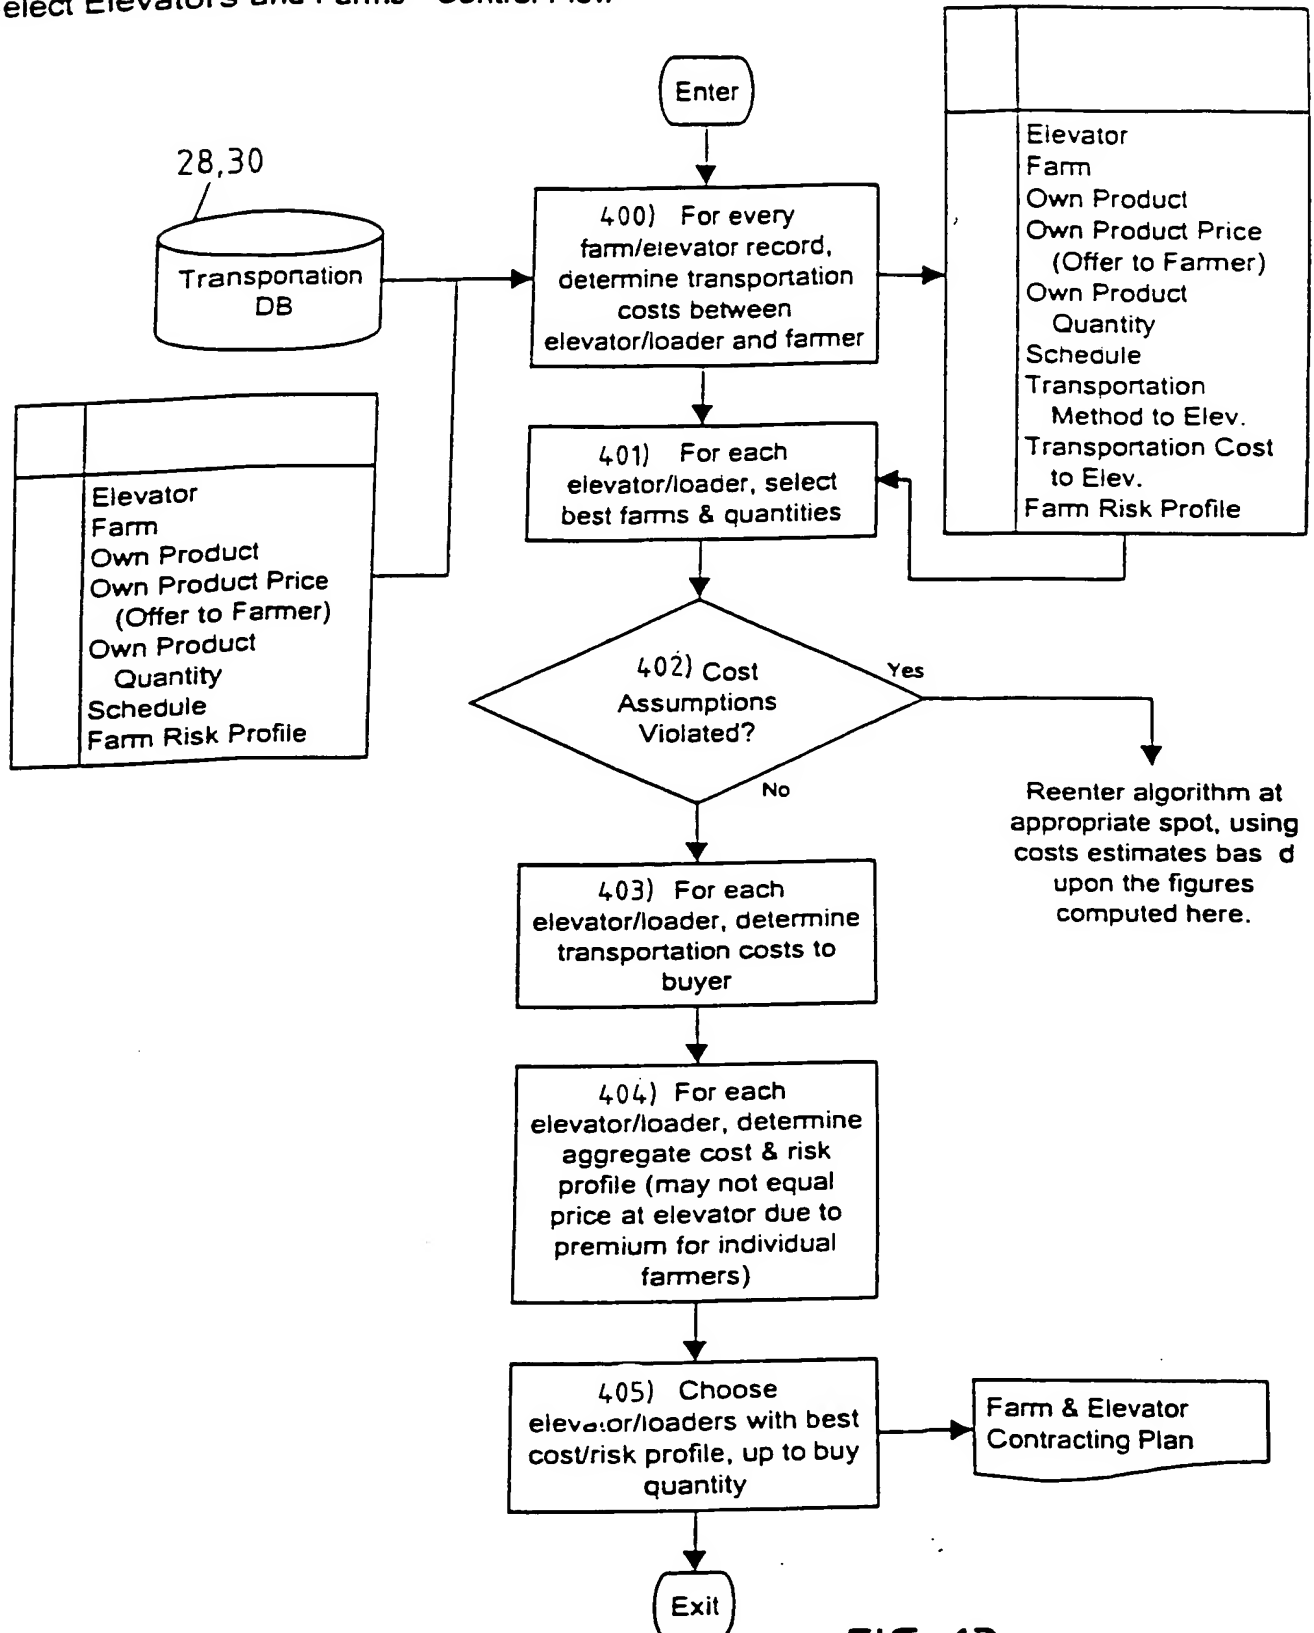 elect Elevators and Farms - Control Flow
Enter
28,30
Transportation
DB
400) For every
farm/elevator record,
determine transportation
costs between
elevator/loader and farmer
Elevator
Farm
Own Product
Own Product Price
(Offer to Farmer)
Own Product
Quantity
Schedule
Transportation
Method to Elev.
Transportation Cost
to Elev.
Farm Risk Profile
Elevator
Farm
Own Product
Own Product Price
(Offer to Farmer)
Own Product
Quantity
Schedule
Farm Risk Profile
401) For each
elevator/loader, select
best farms & quantities
402) Cost
Assumptions
Violated?
Yes
No
Reenter algorithm at
appropriate spot, using
costs estimates bas d
upon the figures
computed here.
403) For each
elevator/loader, determine
transportation costs to
buyer
404) For each
elevator/loader, determine
aggregate cost & risk
profile (may not equal
price at elevator due to
premium for individual
farmers)
405) Choose
elevator/loaders with best
cost/risk profile, up to buy
quantity
Farm & Elevator
Contracting Plan
Exit